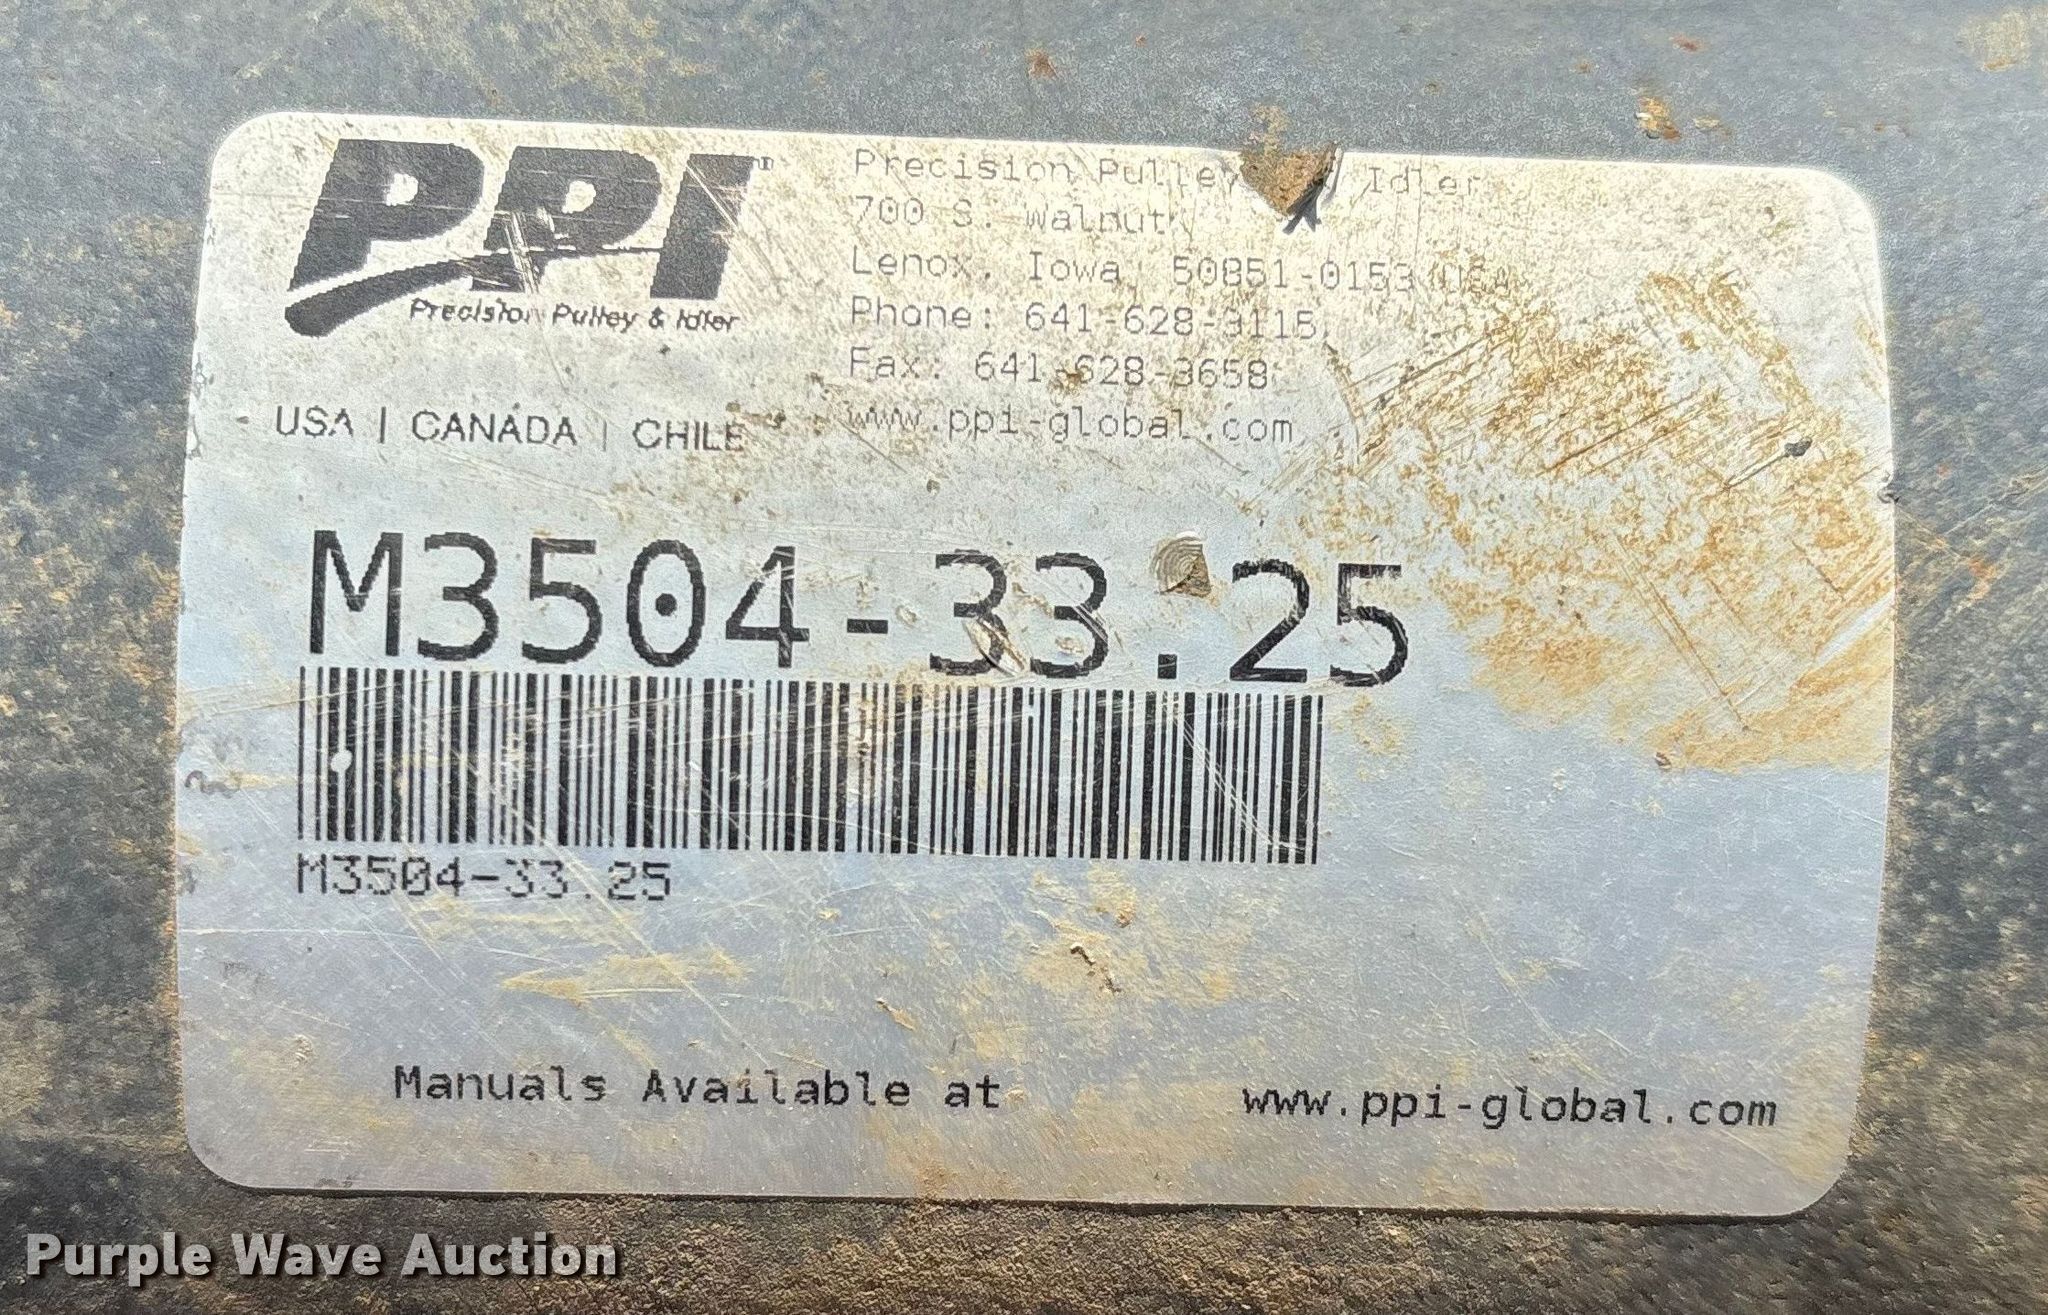 PPI™
Precision Pulley & Idler
USA | CANADA | CHILE
Precision Pulley Idler
700 S. Walnut
Lenox, Iowa, 50851-0153 USA
Phone: 641-628-3115
Fax: 641-628-3658
www.ppi-global.com
M3504-33.25
M3504-33.25
Manuals Available at www.ppi-global.com
Purple Wave Auction